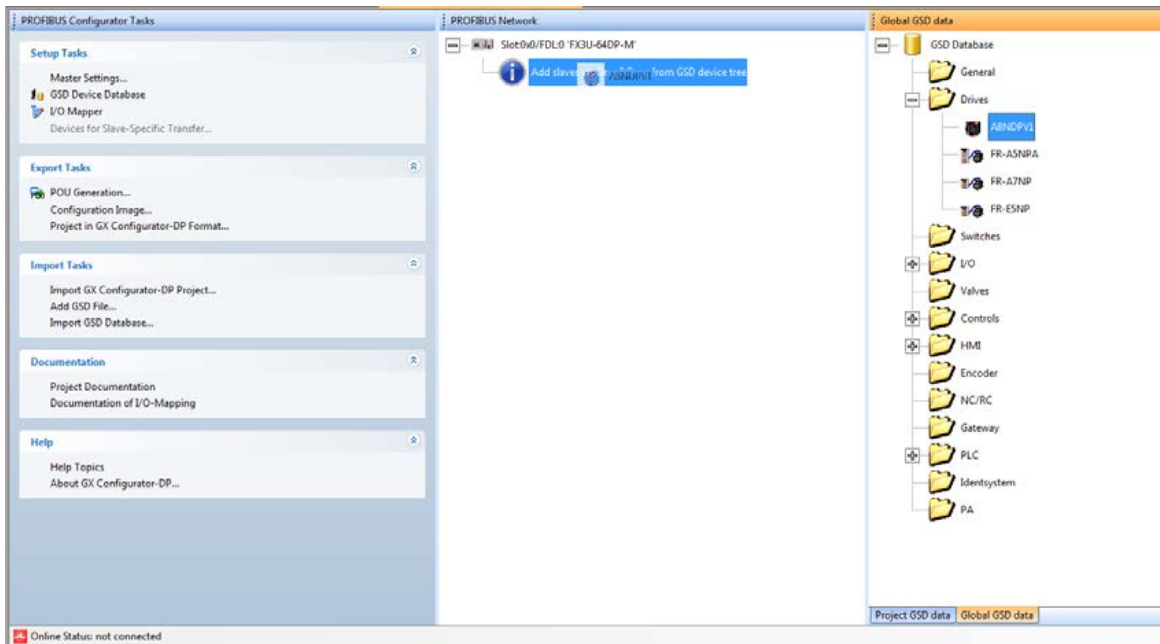 PROFIBUS Configurator Tasks
Setup Tasks
Master Settings...
GSD Device Database
I/O Mapper
Devices for Slave-Specific Transfer...
Export Tasks
POU Generation...
Configuration Image...
Project in GX Configurator-DP Format...
Import Tasks
Import GX Configurator-DP Project...
Add GSD File...
Import GSD Database...
Documentation
Project Documentation
Documentation of I/O-Mapping
Help
Help Topics
About GX Configurator-DP...
PROFIBUS Network
Slot:0x0/FDL:0 'FX3U-64DP-M'
Add slaves from GSD device tree
A8NDPV1
Global GSD data
GSD Database
General
Drives
A8NDPV1
FR-A5NPA
FR-A7NP
FR-E5NP
Switches
I/O
Valves
Controls
HMI
Encoder
NC/RC
Gateway
PLC
Identsystem
PA
Project GSD data
Global GSD data
Online Status: not connected